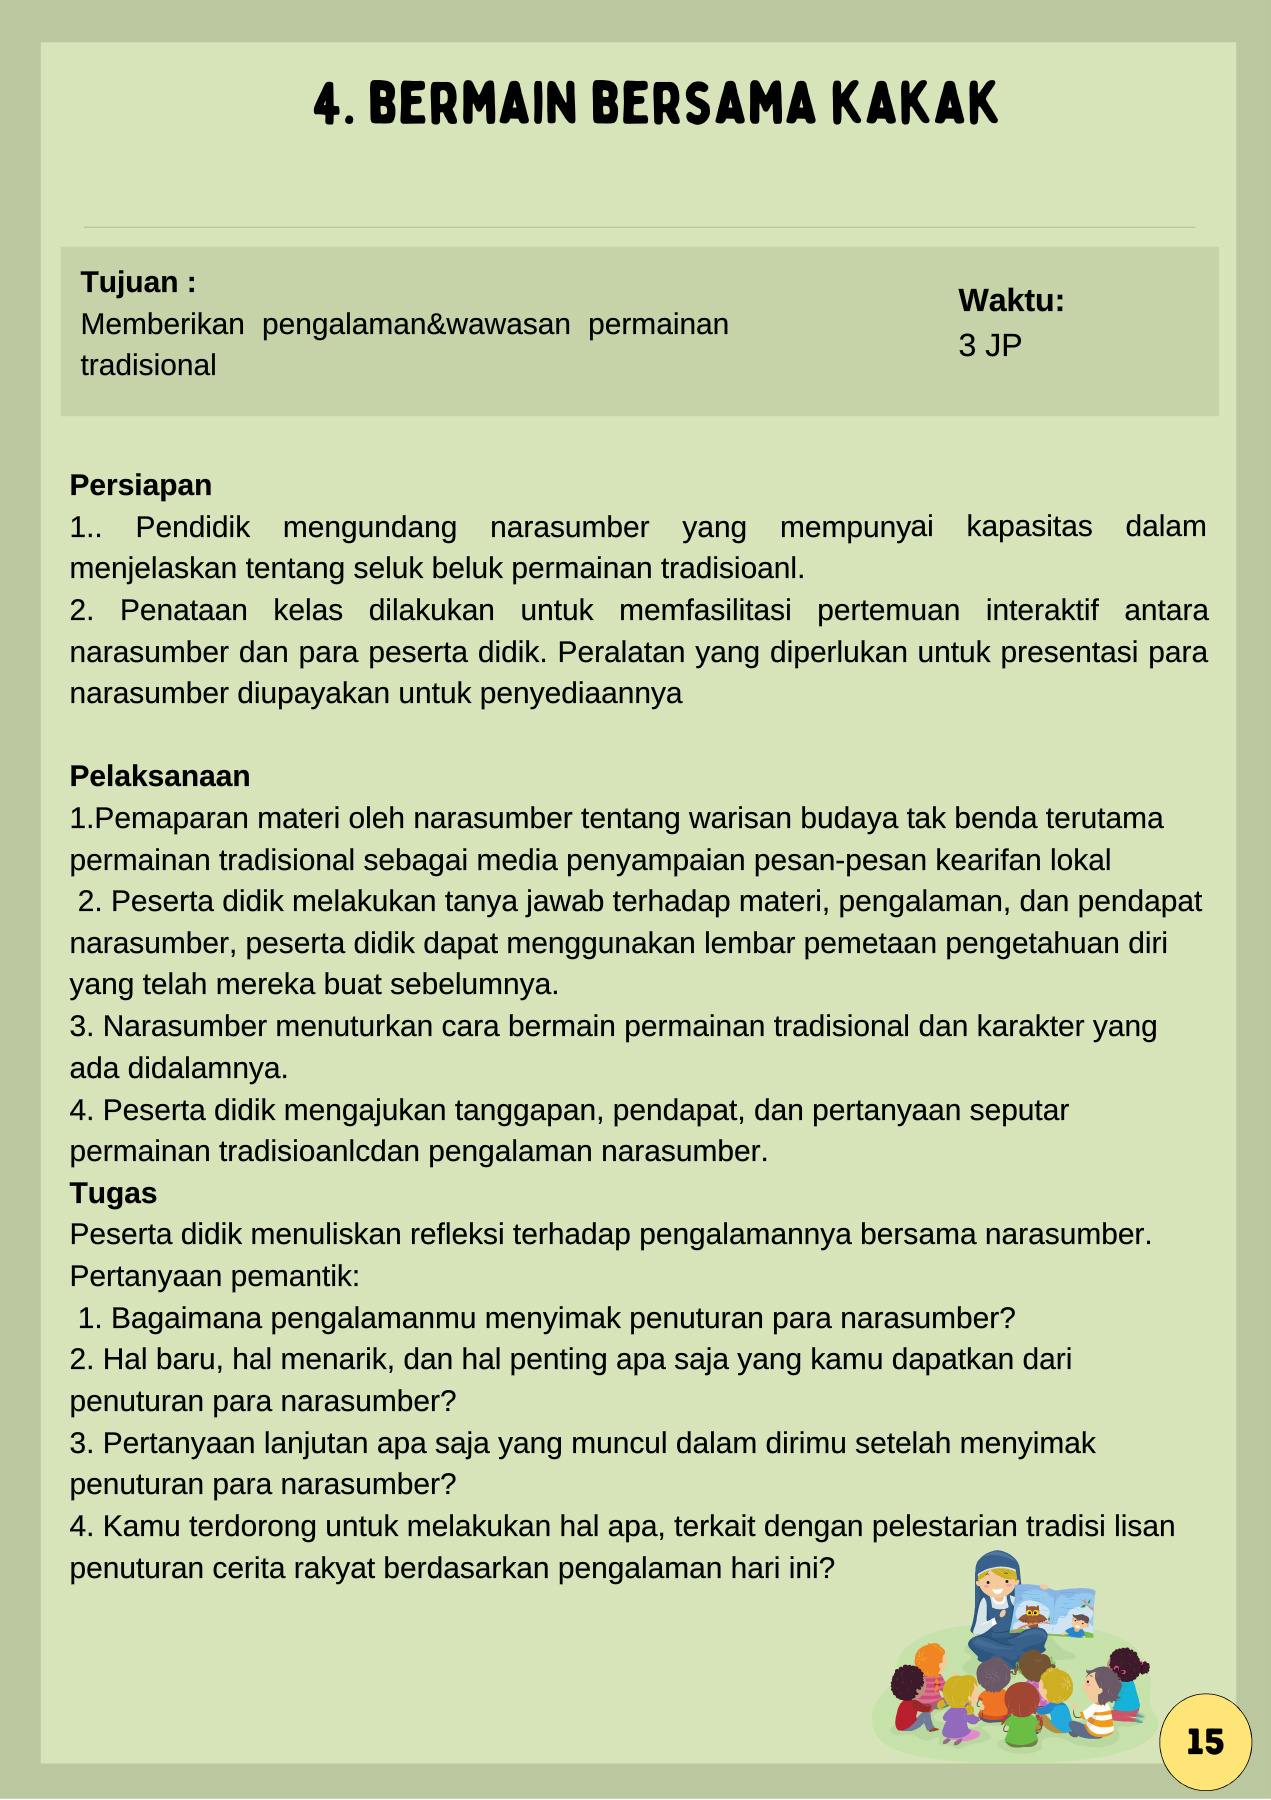 4. BERMAIN BERSAMA KAKAK
Tujuan :
Memberikan pengalaman&wawasan permainan
tradisional
Waktu:
3 JP
Persiapan
1.. Pendidik mengundang narasumber yang mempunyai kapasitas dalam
menjelaskan tentang seluk beluk permainan tradisioanl.
2. Penataan kelas dilakukan untuk memfasilitasi pertemuan interaktif antara
narasumber dan para peserta didik. Peralatan yang diperlukan untuk presentasi para
narasumber diupayakan untuk penyediaannya
Pelaksanaan
1.Pemaparan materi oleh narasumber tentang warisan budaya tak benda terutama
permainan tradisional sebagai media penyampaian pesan-pesan kearifan lokal
2. Peserta didik melakukan tanya jawab terhadap materi, pengalaman, dan pendapat
narasumber, peserta didik dapat menggunakan lembar pemetaan pengetahuan diri
yang telah mereka buat sebelumnya.
3. Narasumber menuturkan cara bermain permainan tradisional dan karakter yang
ada didalamnya.
4. Peserta didik mengajukan tanggapan, pendapat, dan pertanyaan seputar
permainan tradisioanlcdan pengalaman narasumber.
Tugas
Peserta didik menuliskan refleksi terhadap pengalamannya bersama narasumber.
Pertanyaan pemantik:
1. Bagaimana pengalamanmu menyimak penuturan para narasumber?
2. Hal baru, hal menarik, dan hal penting apa saja yang kamu dapatkan dari
penuturan para narasumber?
3. Pertanyaan lanjutan apa saja yang muncul dalam dirimu setelah menyimak
penuturan para narasumber?
4. Kamu terdorong untuk melakukan hal apa, terkait dengan pelestarian tradisi lisan
penuturan cerita rakyat berdasarkan pengalaman hari ini?
15